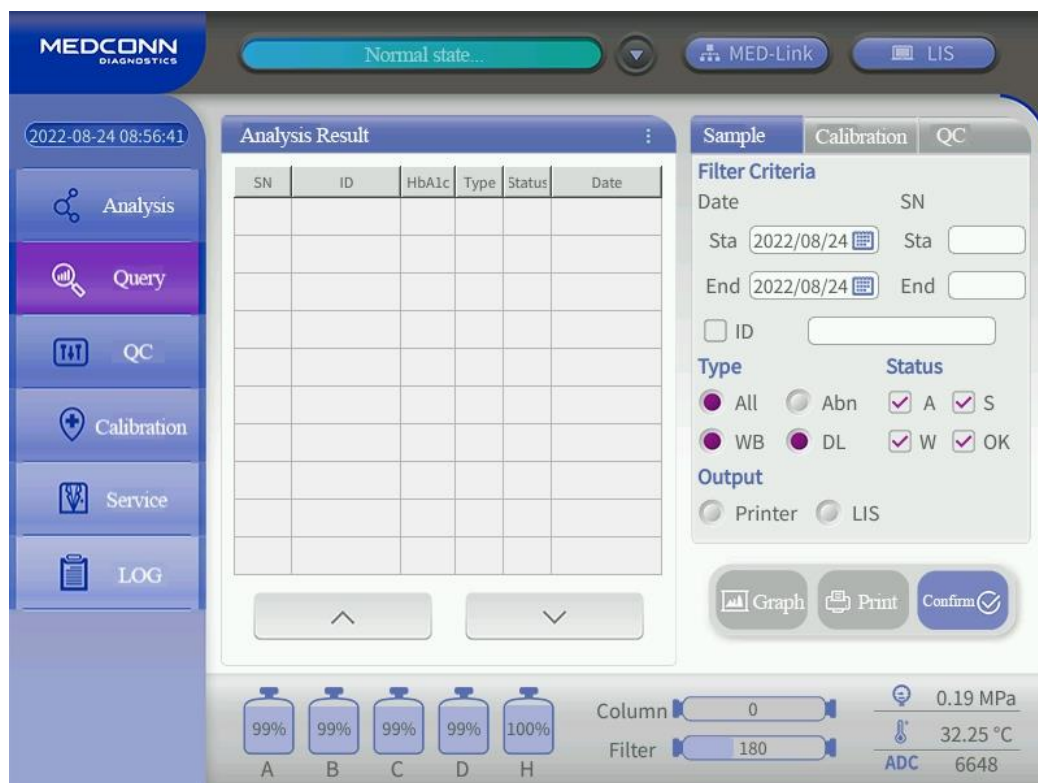 MEDCONN
DIAGNOSTICS
Normal state...
MED-Link
LIS
2022-08-24 08:56:41
Analysis
Query
QC
Calibration
Service
LOG
Analysis Result
SN ID HbA1c Type Status Date
Sample Calibration QC
Filter Criteria
Date SN
Sta 2022/08/24 Sta
End 2022/08/24 End
ID
Type Status
All Abn A S
WB DL W OK
Output
Printer LIS
Graph Print Confirm
99% 99% 99% 99% 100%
A B C D H
Column 0
Filter 180
0.19 MPa
32.25 °C
ADC 6648